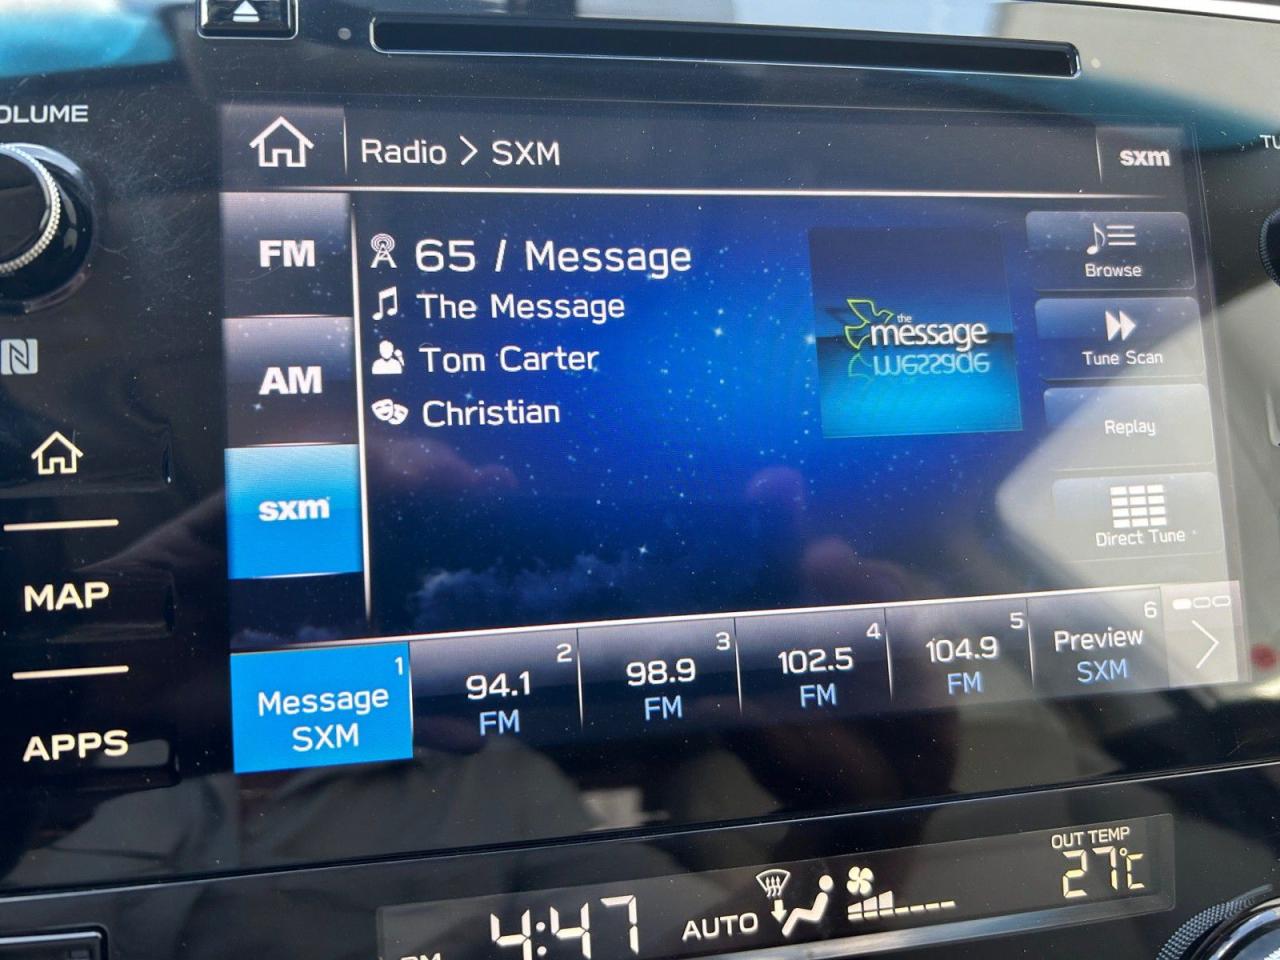 OLUME
Radio > SXM
sxm
TU
FM
65 / Message
The Message
Tom Carter
Christian
the
message
Browse
Tune Scan
Replay
Direct Tune
AM
sxm
N
MAP
APPS
1
Message
SXM
2
94.1
FM
3
98.9
FM
4
102.5
FM
5
104.9
FM
6
Preview
SXM
PM
4:47
AUTO
OUT TEMP
27°C